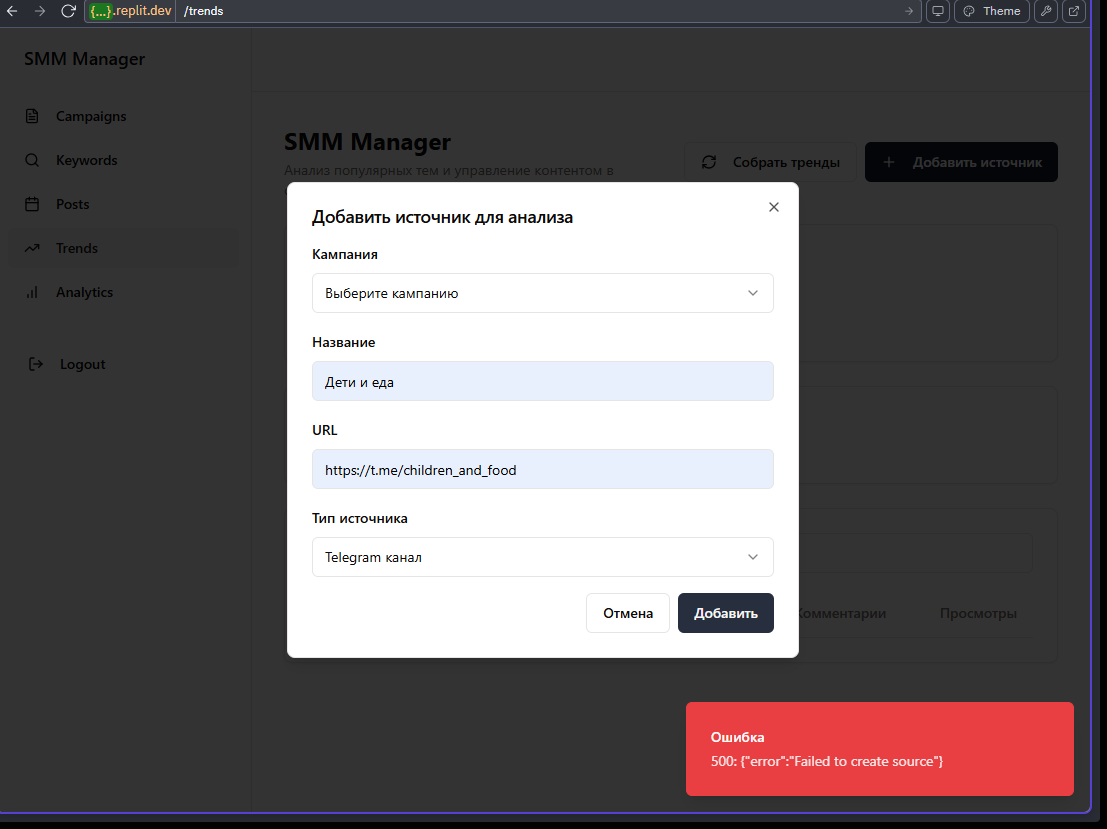 {...}.replit.dev /trends
Theme
SMM Manager
Campaigns
Keywords
Posts
Trends
Analytics
Logout
SMM Manager
Анализ популярных тем и управление контентом в
Собрать тренды
Добавить источник
Добавить источник для анализа
Кампания
Выберите кампанию
Название
Дети и еда
URL
https://t.me/children_and_food
Тип источника
Telegram канал
Отмена
Добавить
Комментарии
Просмотры
Ошибка
500: {"error":"Failed to create source"}